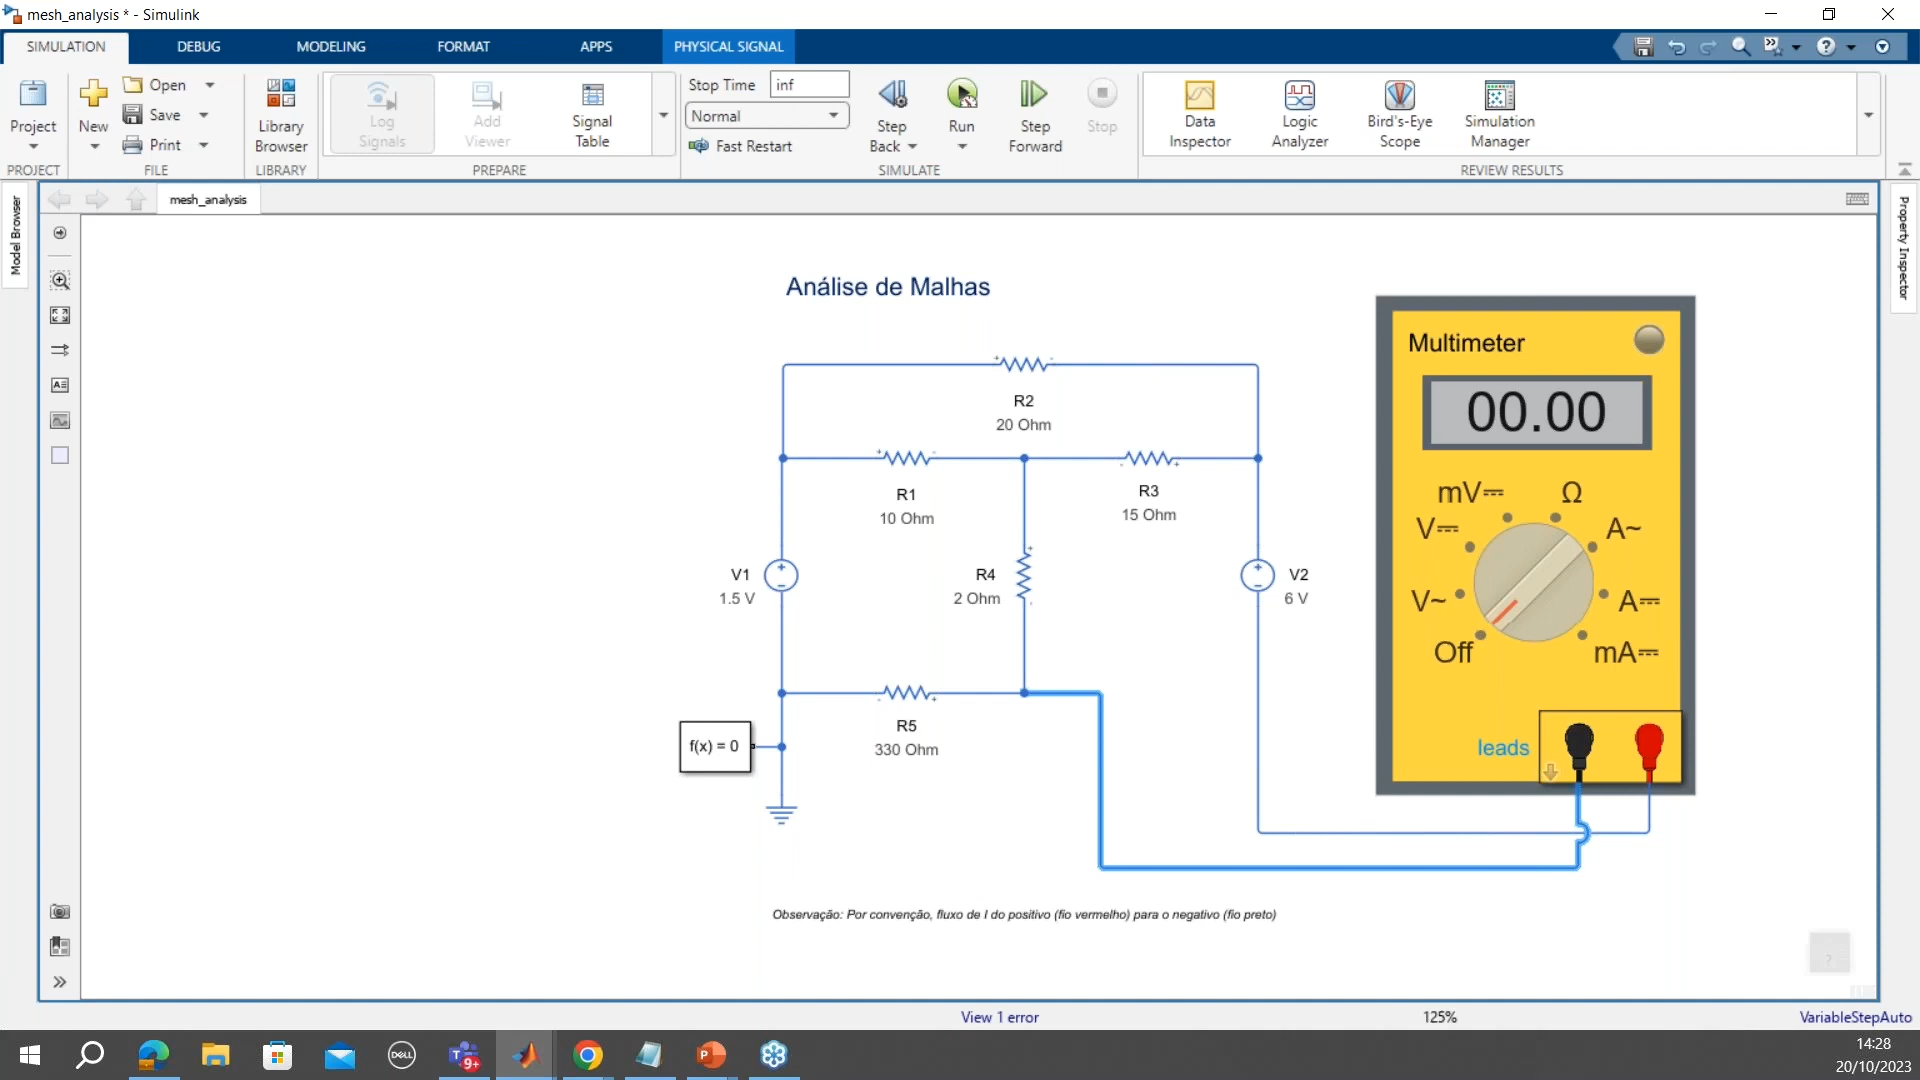 mesh_analysis * - Simulink
SIMULATION DEBUG MODELING FORMAT APPS PHYSICAL SIGNAL
Project
New
Open
Save
Print
Library Browser
Log Signals
Add Viewer
Signal Table
Stop Time inf
Normal
Fast Restart
Step Back
Run
Step Forward
Stop
Data Inspector
Logic Analyzer
Bird's-Eye Scope
Simulation Manager
PROJECT FILE LIBRARY PREPARE SIMULATE REVIEW RESULTS
Model Browser
mesh_analysis
Property Inspector
Análise de Malhas
R2
20 Ohm
R1
10 Ohm
R3
15 Ohm
V1
1.5 V
R4
2 Ohm
V2
6 V
R5
330 Ohm
f(x) = 0
Multimeter
00.00
mV Ω
V A~
V~ A
Off mA
leads
Observação: Por convenção, fluxo de I do positivo (fio vermelho) para o negativo (fio preto)
View 1 error 125% VariableStepAuto
DELL
T
9+
P
14:28
20/10/2023